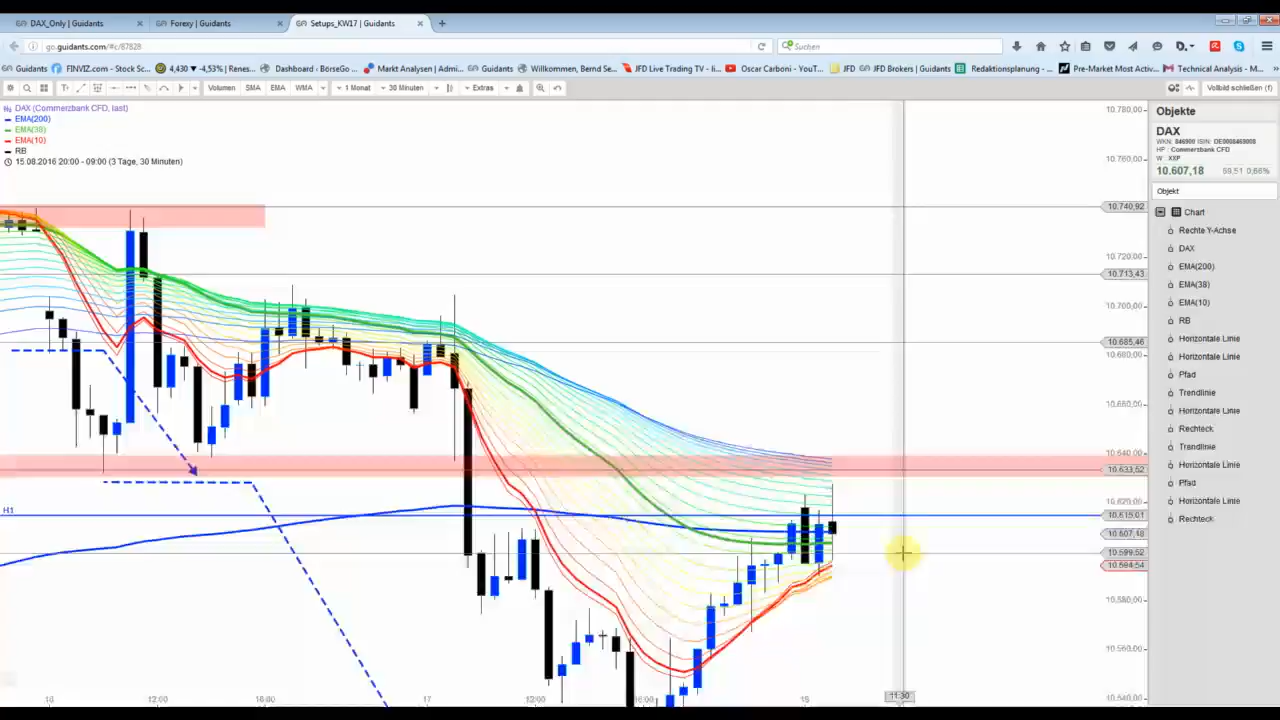 DAX_Only | Guidants
Forexy | Guidants
Setups_KW17 | Guidants
go.guidants.com/#c/87828
Suchen
Guidants
FINVIZ.com - Stock Sc...
4,430 ▼ -4,53% | Renes...
Dashboard ‹ BörseGo ...
Markt Analysen | Admi...
Guidants
Willkommen, Bernd Se...
JFD Live Trading TV ...
Oscar Carboni - YouT...
JFD
JFD Brokers | Guidants
Redaktionsplanung - ...
Pre-Market Most Activ...
Technical Analysis - M...
Volumen
SMA
EMA
WMA
1 Monat
30 Minuten
Extras
Vollbild schließen (f)
DAX (Commerzbank CFD, last)
EMA(200)
EMA(38)
EMA(10)
RB
15.08.2016 20:00 - 09:00 (3 Tage, 30 Minuten)
10.780,00
10.760,00
10.740,92
10.720,00
10.713,43
10.700,00
10.685,46
10.680,00
10.660,00
10.640,00
10.633,52
10.620,00
10.615,01
10.607,18
10.599,52
10.594,54
10.580,00
10.560,00
10.540,00
H1
16
12:00
16:00
17
12:00
16:00
18
11:30
Objekte
DAX
WKN: 846900 ISIN: DE0008469008
HP : Commerzbank CFD
W : XXP
10.607,18
59,51 0,56%
Objekt
Chart
Rechte Y-Achse
DAX
EMA(200)
EMA(38)
EMA(10)
RB
Horizontale Linie
Horizontale Linie
Pfad
Trendlinie
Horizontale Linie
Rechteck
Trendlinie
Horizontale Linie
Pfad
Horizontale Linie
Rechteck